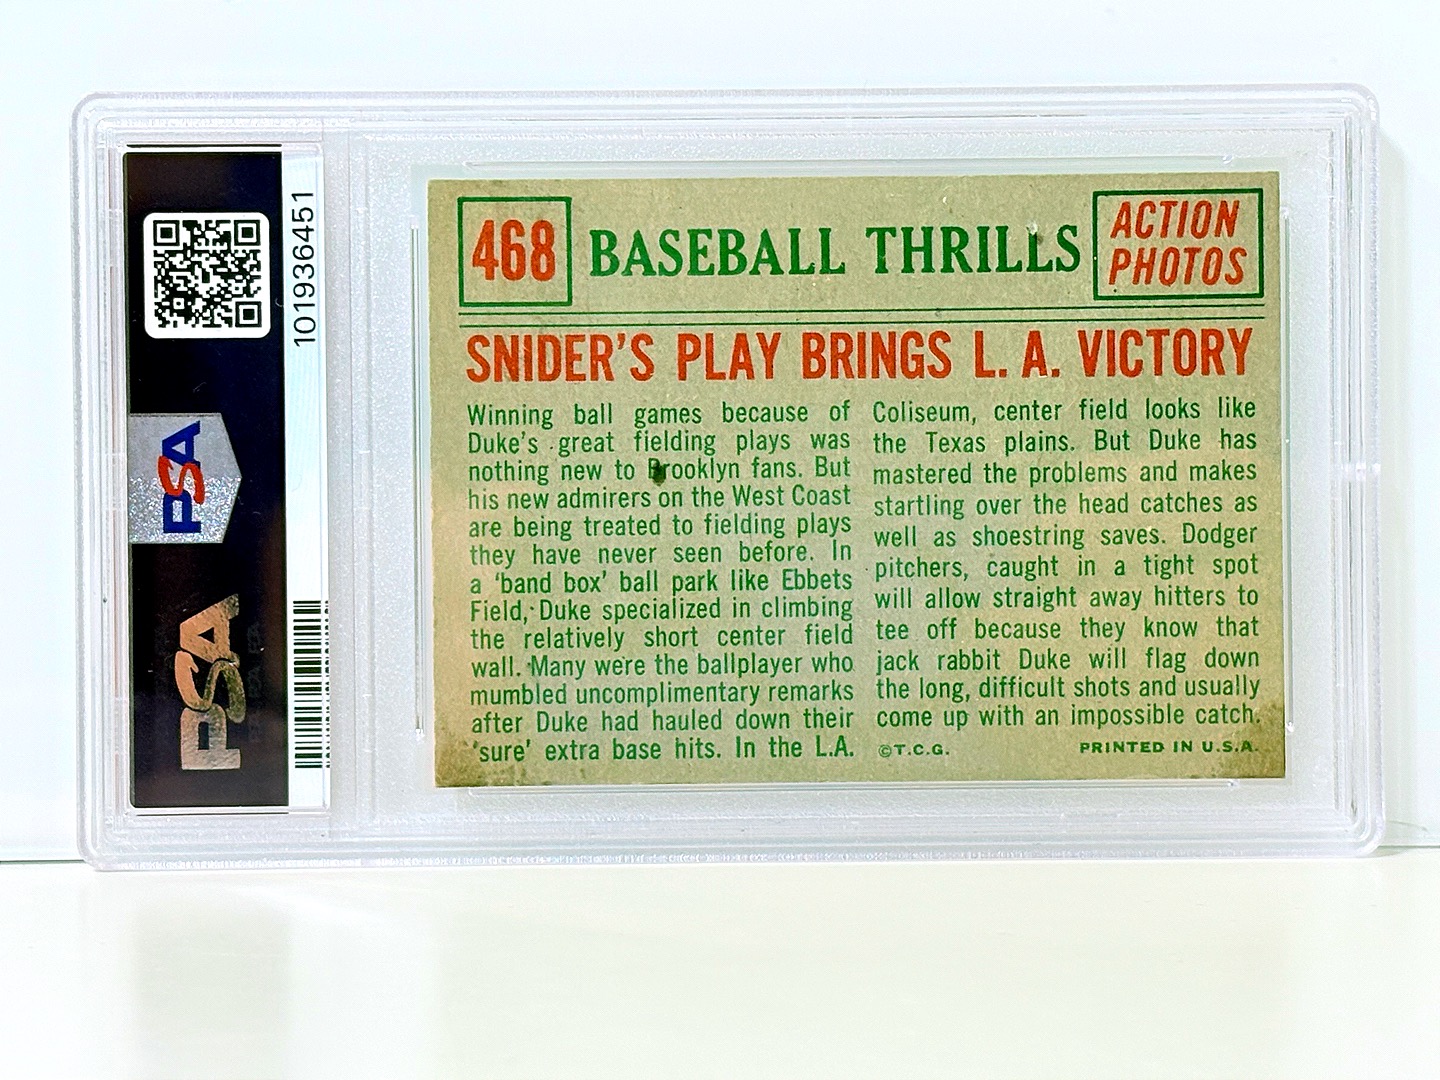 101936451
PSA
PSA
468
BASEBALL THRILLS
ACTION
PHOTOS
SNIDER'S PLAY BRINGS L. A. VICTORY
Winning ball games because of
Duke's great fielding plays was
nothing new to Brooklyn fans. But
his new admirers on the West Coast
are being treated to fielding plays
they have never seen before. In
a 'band box' ball park like Ebbets
Field, Duke specialized in climbing
the relatively short center field
wall. Many were the ballplayer who
mumbled uncomplimentary remarks
after Duke had hauled down their
'sure' extra base hits. In the L.A.
Coliseum, center field looks like
the Texas plains. But Duke has
mastered the problems and makes
startling over the head catches as
well as shoestring saves. Dodger
pitchers, caught in a tight spot
will allow straight away hitters to
tee off because they know that
jack rabbit Duke will flag down
the long, difficult shots and usually
come up with an impossible catch.
©T.C.G.
PRINTED IN U.S.A.